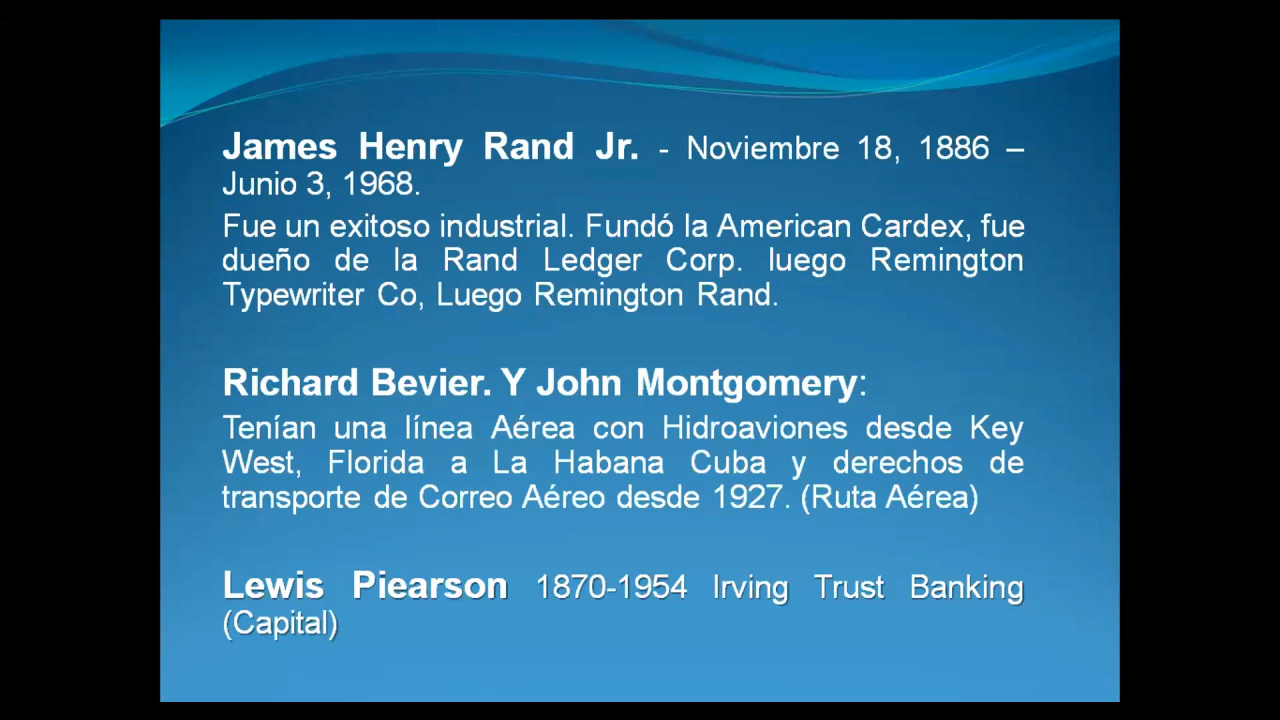 James Henry Rand Jr. - Noviembre 18, 1886 –
Junio 3, 1968.
Fue un exitoso industrial. Fundó la American Cardex, fue
dueño de la Rand Ledger Corp. luego Remington
Typewriter Co, Luego Remington Rand.
Richard Bevier. Y John Montgomery:
Tenían una línea Aérea con Hidroaviones desde Key
West, Florida a La Habana Cuba y derechos de
transporte de Correo Aéreo desde 1927. (Ruta Aérea)
Lewis Piearson 1870-1954 Irving Trust Banking
(Capital)